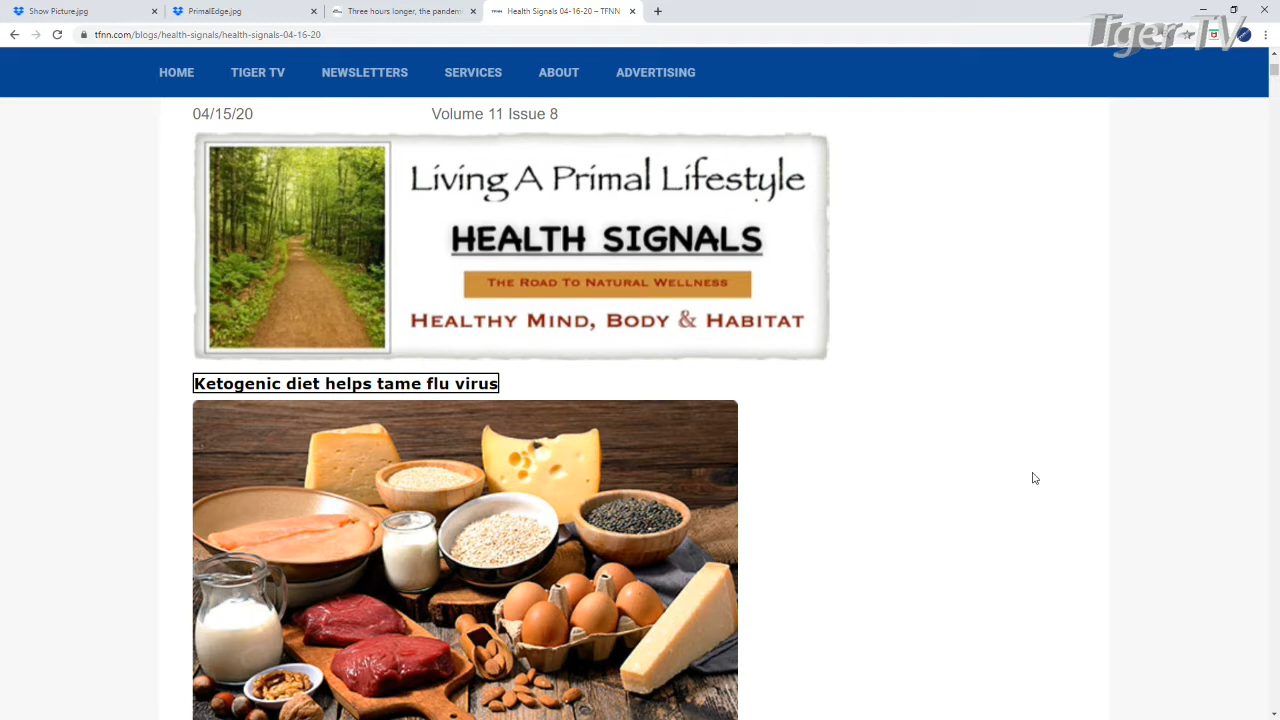 Show Picture.jpg
PrimalEdge.jpg
Three hours longer, the pandem
Health Signals 04-16-20 – TFNN
tfnn.com/blogs/health-signals/health-signals-04-16-20
Tiger-TV
HOME TIGER TV NEWSLETTERS SERVICES ABOUT ADVERTISING
04/15/20 Volume 11 Issue 8
Living A Primal Lifestyle
HEALTH SIGNALS
THE ROAD TO NATURAL WELLNESS
HEALTHY MIND, BODY & HABITAT
Ketogenic diet helps tame flu virus